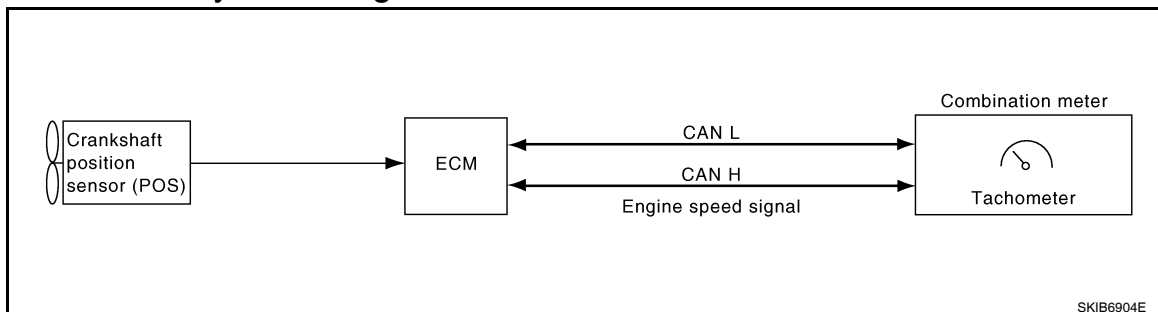 Crankshaft
position
sensor (POS)
ECM
CAN L
CAN H
Engine speed signal
Combination meter
Tachometer
SKIB6904E